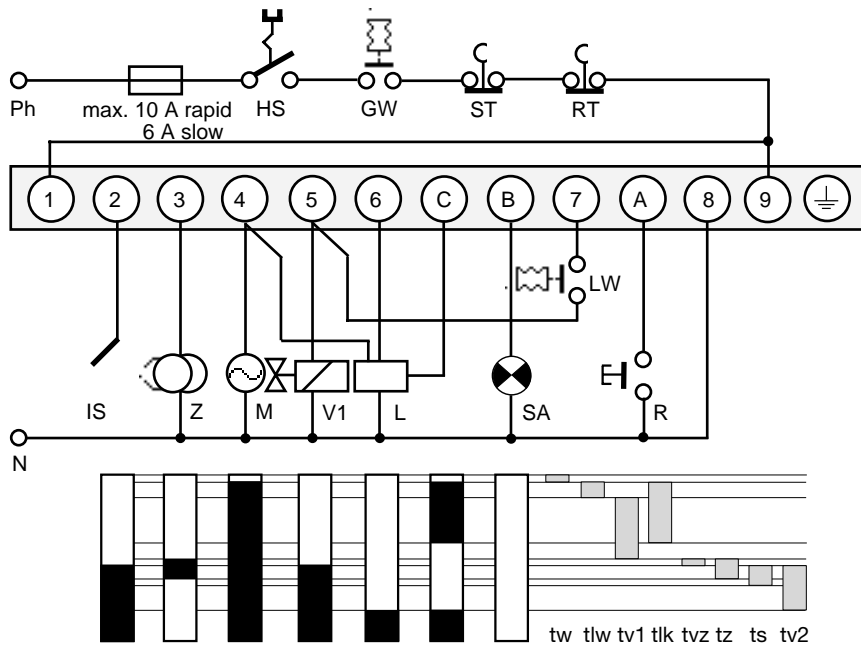 Ph
max. 10 A rapid
6 A slow
HS
GW
ST
RT
1 2 3 4 5 6 C B 7 A 8 9
LW
IS Z M V1 L SA R
N
tw tlw tv1 tlk tvz tz ts tv2